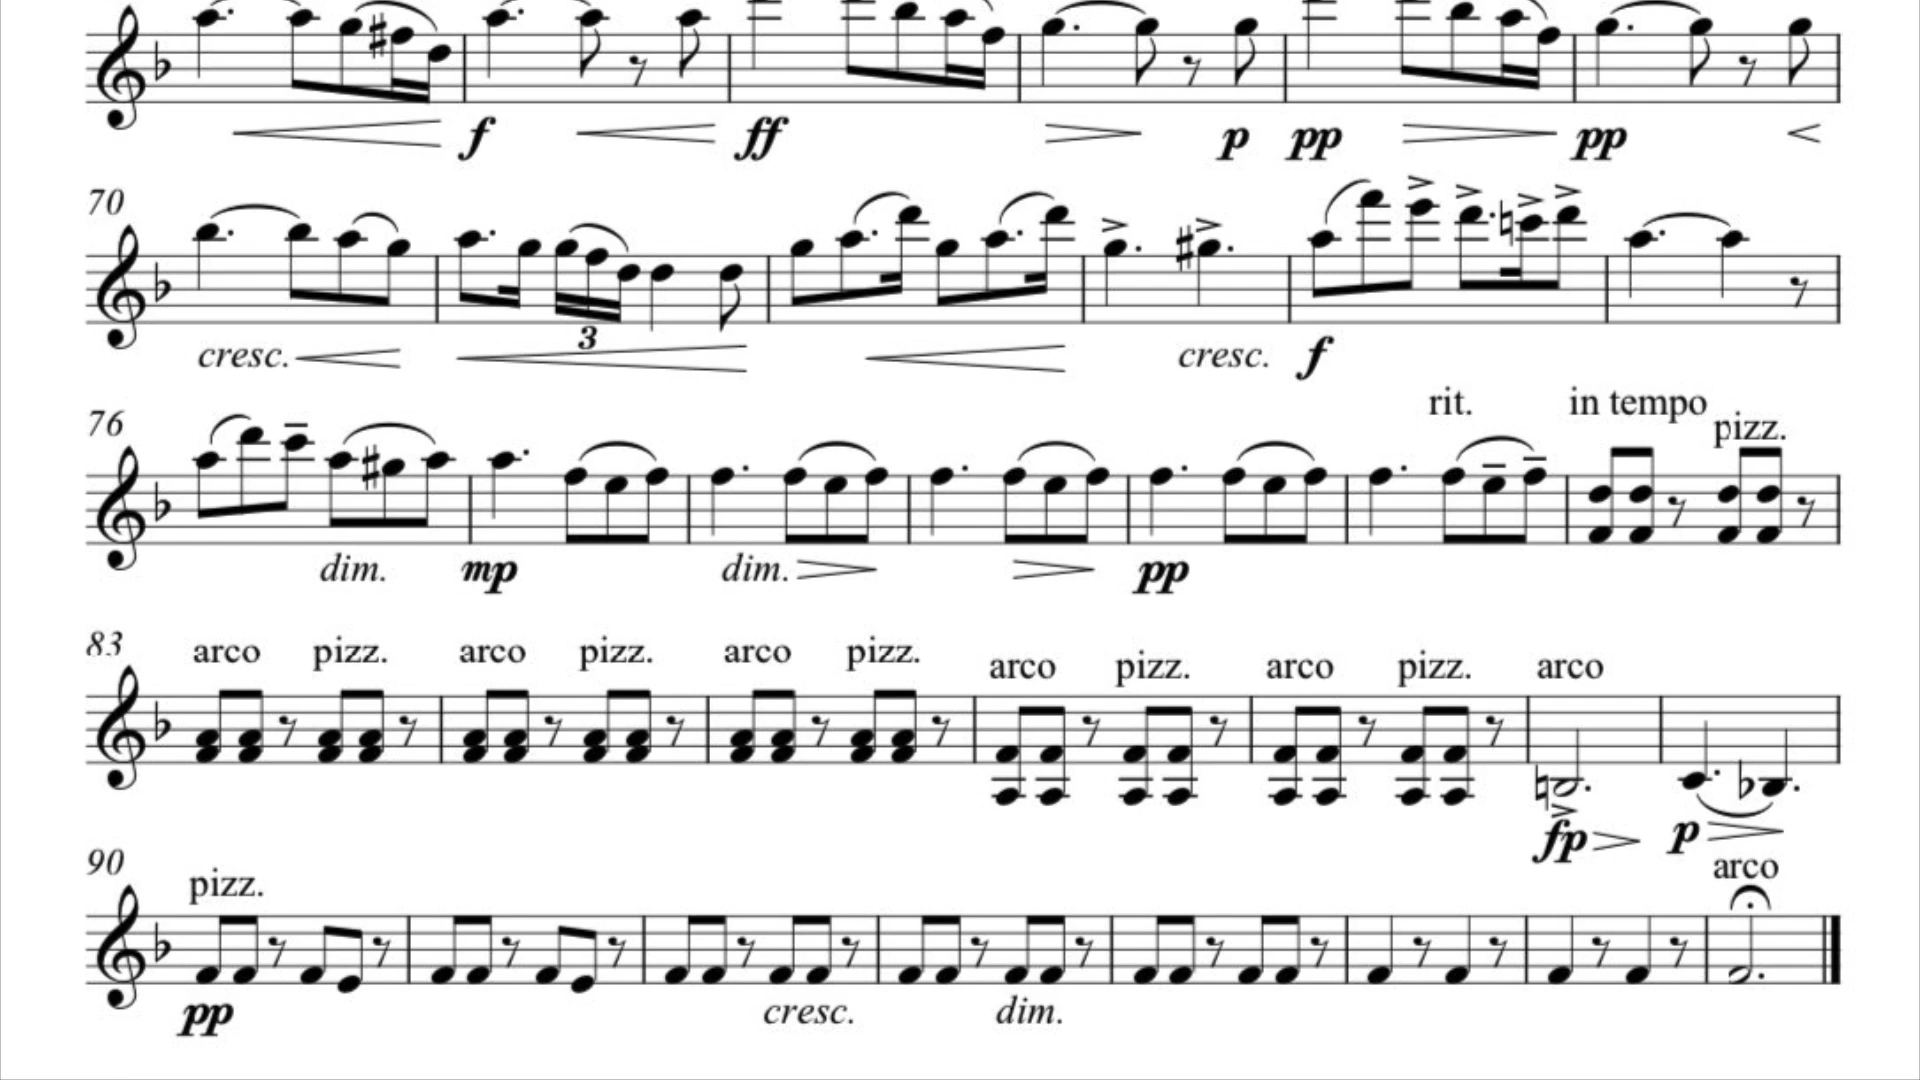 f ff p pp pp
70
3
cresc. cresc. f
rit. in tempo
76 pizz.
dim. mp dim. pp
83 arco pizz. arco pizz. arco pizz. arco pizz. arco pizz. arco
fp p
90 pizz. arco
pp cresc. dim.